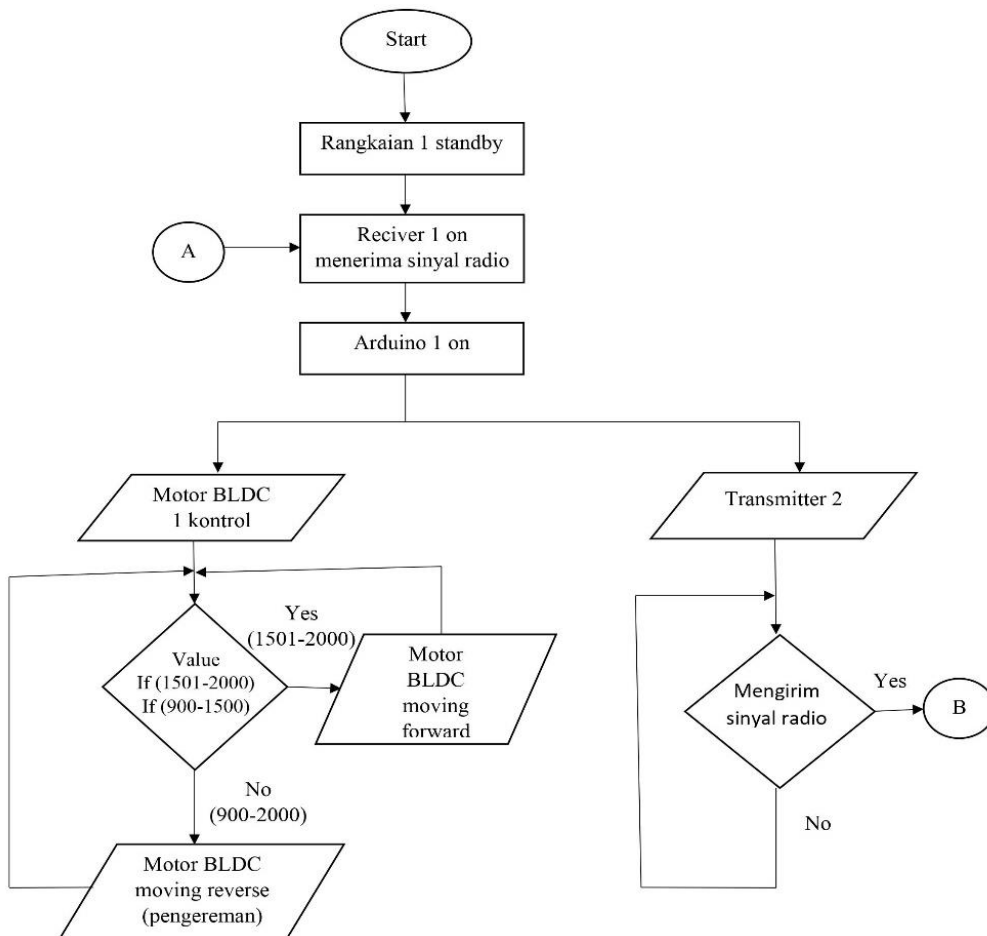 Start
Rangkaian 1 standby
A
Reciver 1 on
menerima sinyal radio
Arduino 1 on
Motor BLDC
1 kontrol
Transmitter 2
Value
If (1501-2000)
If (900-1500)
Yes
(1501-2000)
Motor
BLDC
moving
forward
No
(900-2000)
Motor BLDC
moving reverse
(pengereman)
Mengirim
sinyal radio
Yes
B
No